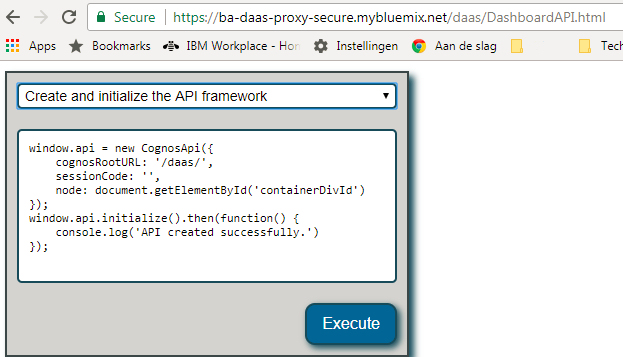 Secure https://ba-daas-proxy-secure.mybluemix.net/daas/DashboardAPI.html
Apps Bookmarks IBM Workplace - Hon Instellingen Aan de slag Tech
Create and initialize the API framework
window.api = new CognosApi({
    cognosRootURL: '/daas/',
    sessionCode: '',
    node: document.getElementById('containerDivId')
});
window.api.initialize().then(function() {
    console.log('API created successfully.')
});
Execute